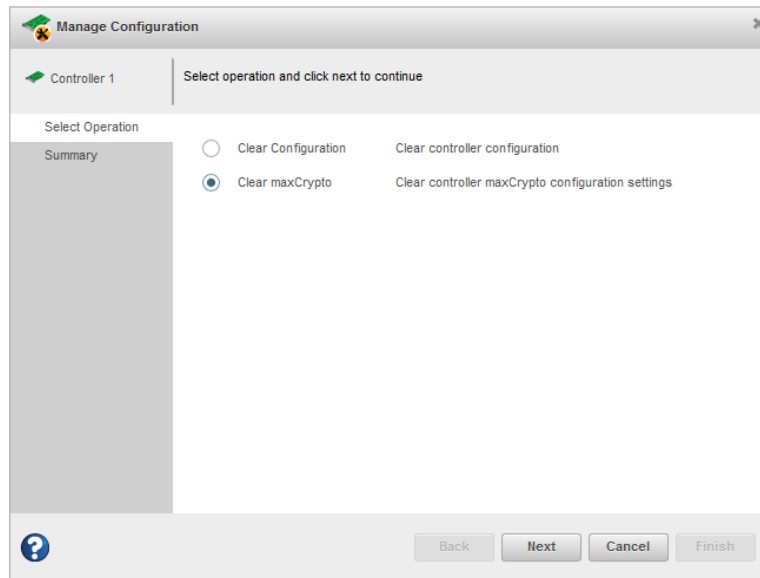 Manage Configuration
Controller 1
Select operation and click next to continue
Select Operation
Summary
Clear Configuration Clear controller configuration
Clear maxCrypto Clear controller maxCrypto configuration settings
?
Back Next Cancel Finish